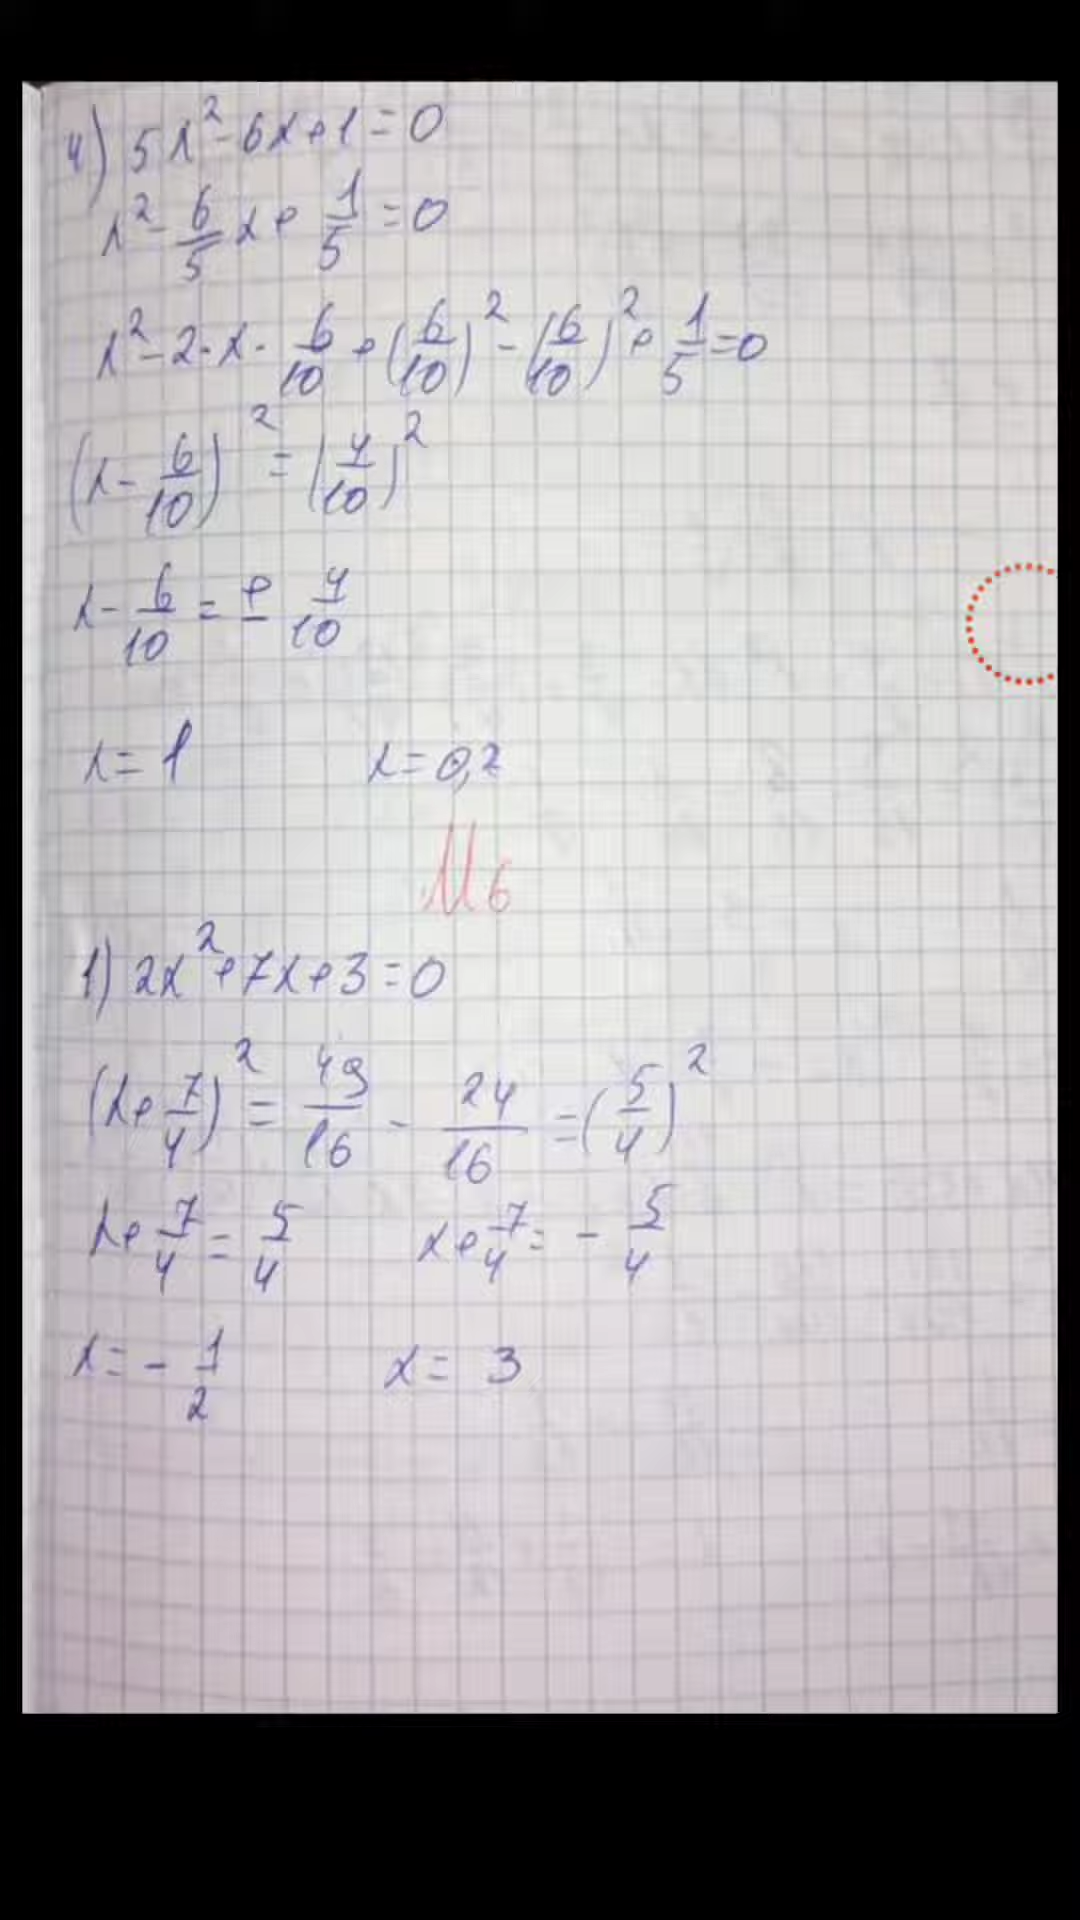 4) 5x² - 6x + 1 = 0
x² - 6/5 x + 1/5 = 0
x² - 2 · x · 6/10 + (6/10)² - (6/10)² + 1/5 = 0
(x - 6/10)² = (4/10)²
x - 6/10 = ± 4/10
x = 1 x = 0,2
№6
1) 2x² + 7x + 3 = 0
(x + 7/4)² = 49/16 - 24/16 = (5/4)²
x + 7/4 = 5/4 x + 7/4 = - 5/4
x = - 1/2 x = 3